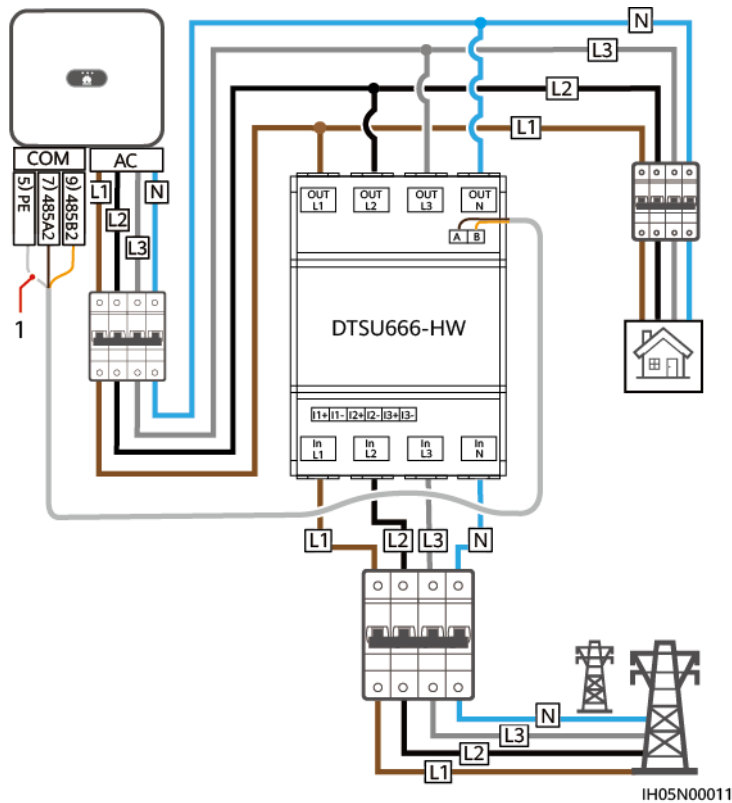 N
L3
L2
L1
COM
AC
5) PE
7) 485A2
9) 485B2
L1
L2
L3
N
1
OUT
L1
OUT
L2
OUT
L3
OUT
N
A B
DTSU666-HW
I1+ I1- I2+ I2- I3+ I3-
In
L1
In
L2
In
L3
In
N
L1
L2
L3
N
N
L3
L2
L1
IH05N00011